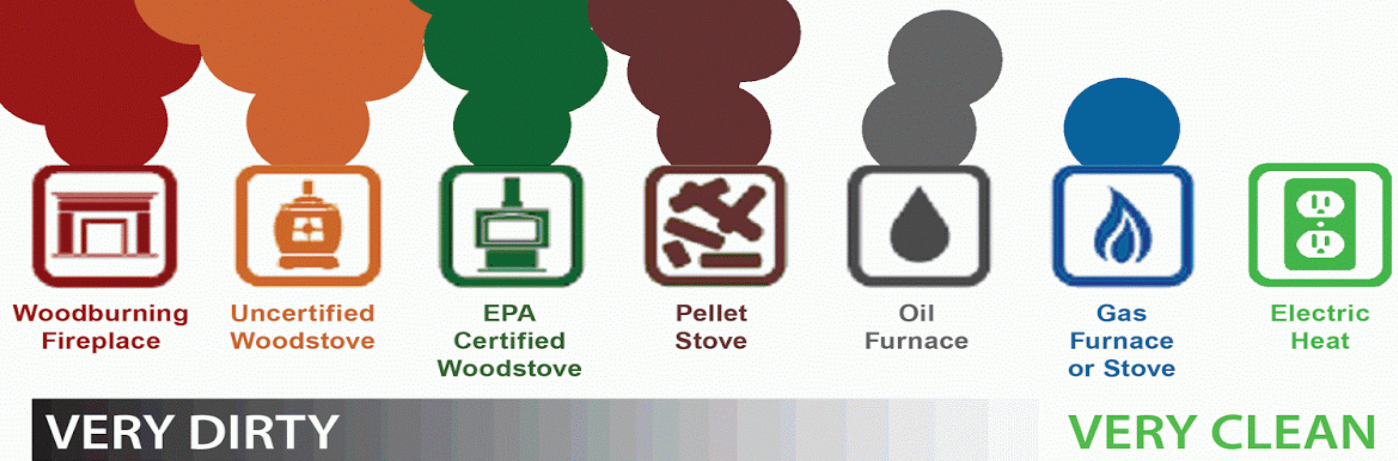 Woodburning
Fireplace
Uncertified
Woodstove
EPA
Certified
Woodstove
Pellet
Stove
Oil
Furnace
Gas
Furnace
or Stove
Electric
Heat
VERY DIRTY
VERY CLEAN